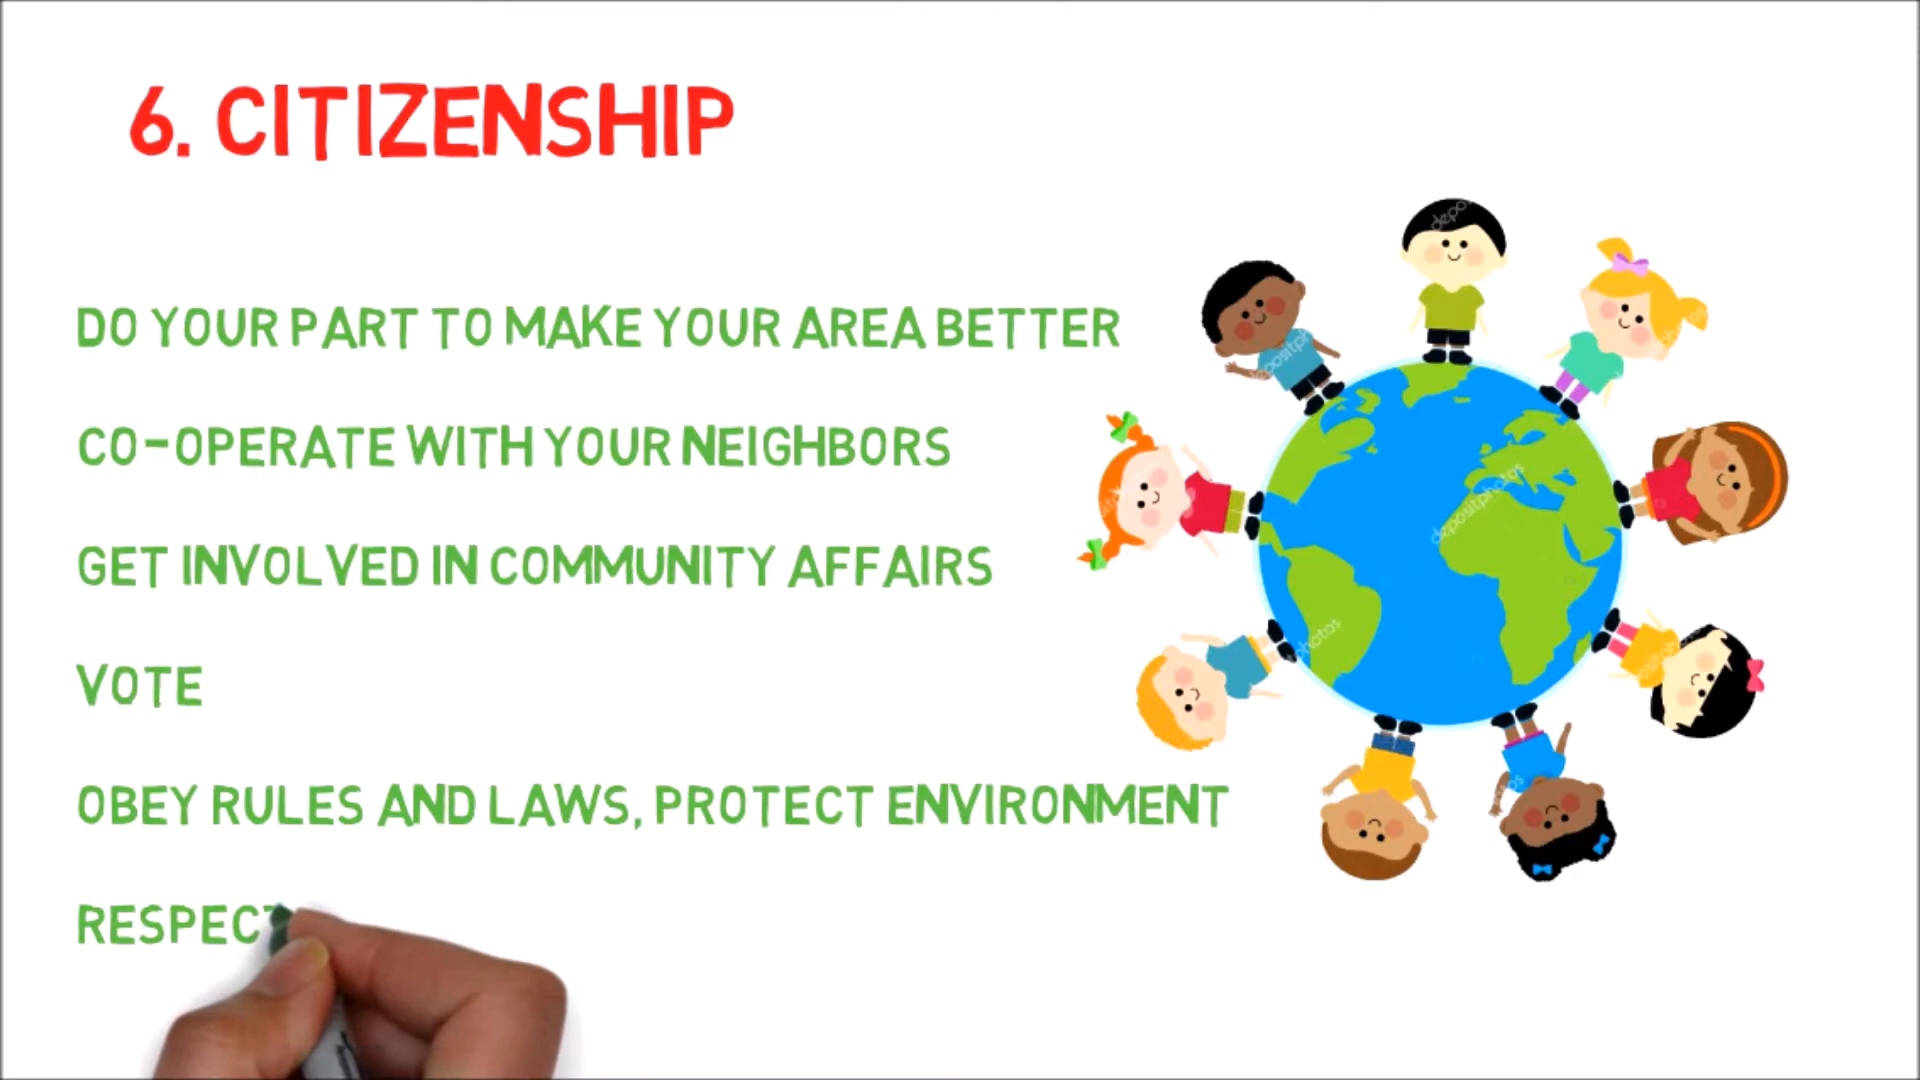 6. CITIZENSHIP
DO YOUR PART TO MAKE YOUR AREA BETTER
CO-OPERATE WITH YOUR NEIGHBORS
GET INVOLVED IN COMMUNITY AFFAIRS
VOTE
OBEY RULES AND LAWS, PROTECT ENVIRONMENT
RESPECT
depositphotos